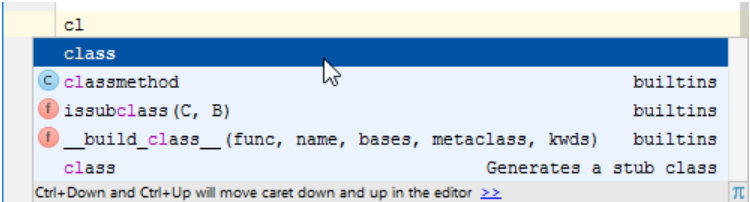 cl
class
C classmethod builtins
f issubclass(C, B) builtins
f __build_class__(func, name, bases, metaclass, kwds) builtins
class Generates a stub class
Ctrl+Down and Ctrl+Up will move caret down and up in the editor >> π